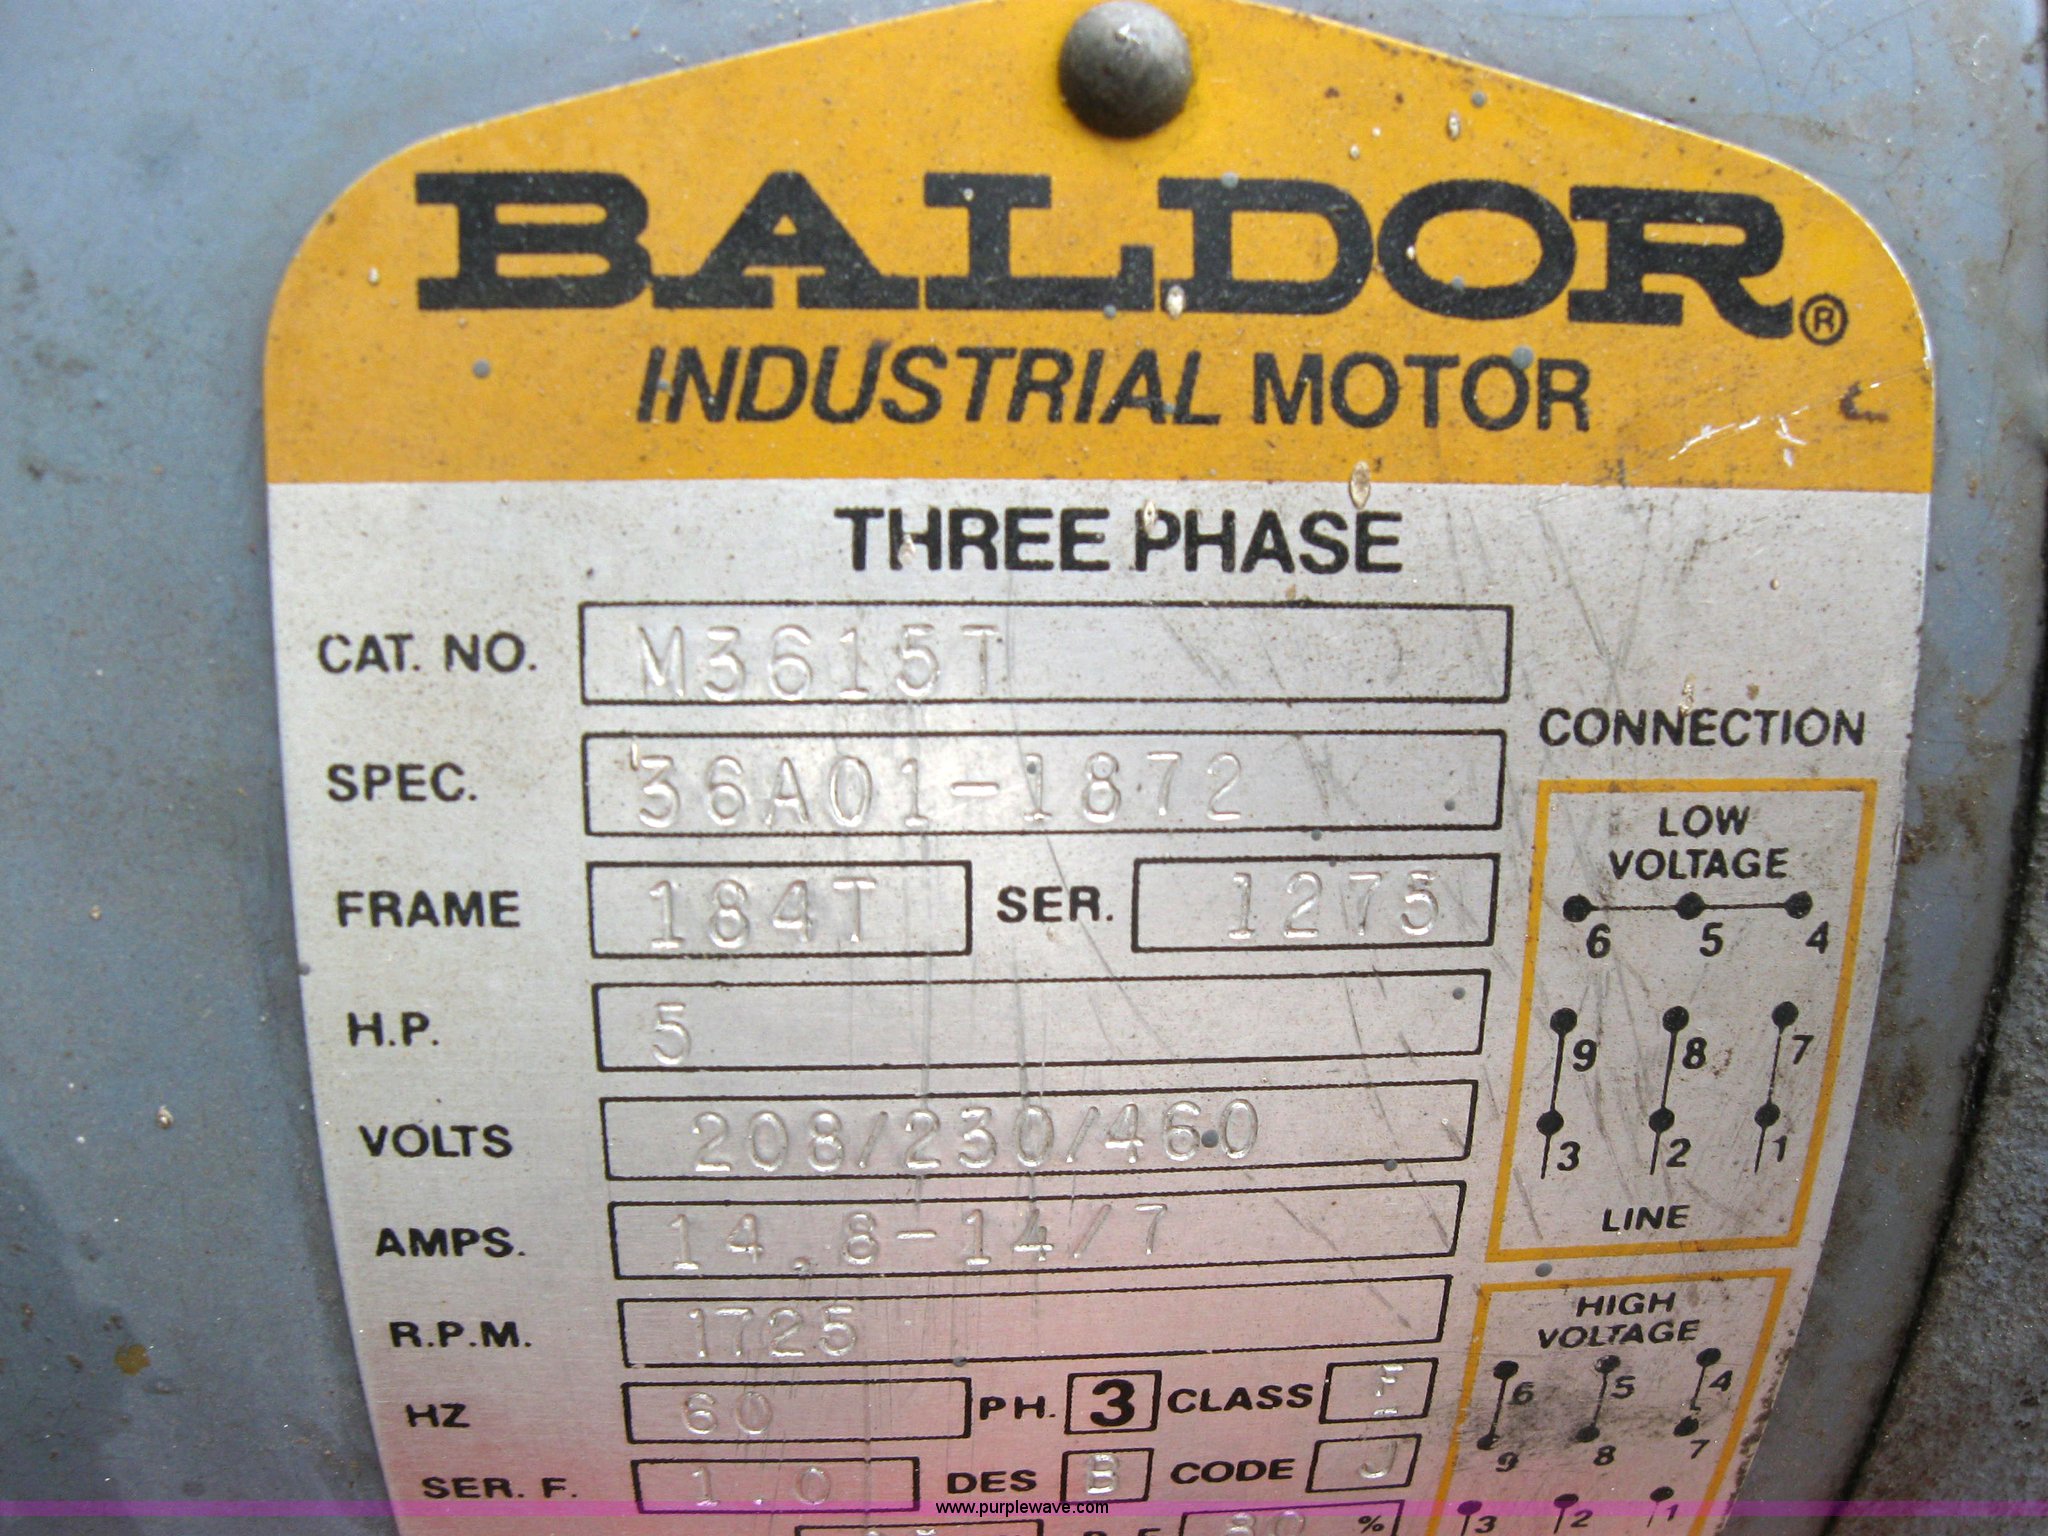 BALDOR®
INDUSTRIAL MOTOR
THREE PHASE
CAT. NO. M3615T
SPEC. 36A01-1872
FRAME 184T SER. 1275
H.P. 5
VOLTS 208/230/460
AMPS. 14.8-14/7
R.P.M. 1725
HZ 60 PH. 3 CLASS
SER. F. 1.0 DES B CODE J
80 %
CONNECTION
LOW
VOLTAGE
6 5 4
9 8 7
3 2 1
LINE
HIGH
VOLTAGE
6 5 4
9 8 7
3 2 1
www.purplewave.com